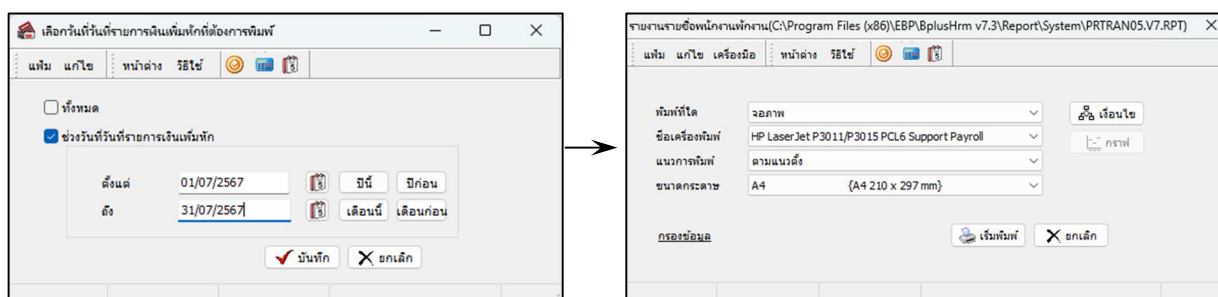 เลือกวันที่วันที่รายการเงินเพิ่มหักที่ต้องการพิมพ์
แฟ้ม แก้ไข หน้าต่าง วิธีใช้
ทั้งหมด
ช่วงวันที่วันที่รายการเงินเพิ่มหัก
ตั้งแต่ 01/07/2567 ปีนี้ ปีก่อน
ถึง 31/07/2567 เดือนนี้ เดือนก่อน
บันทึก ยกเลิก
รายงานรายชื่อพนักงานพักงาน(C:\Program Files (x86)\EBP\BplusHrm v7.3\Report\System\PRTRAN05.V7.RPT)
แฟ้ม แก้ไข เครื่องมือ หน้าต่าง วิธีใช้
พิมพ์ที่ใด จอภาพ เงื่อนไข
ชื่อเครื่องพิมพ์ HP LaserJet P3011/P3015 PCL6 Support Payroll กราฟ
แนวการพิมพ์ ตามแนวตั้ง
ขนาดกระดาษ A4 {A4 210 x 297 mm}
กรองข้อมูล เริ่มพิมพ์ ยกเลิก